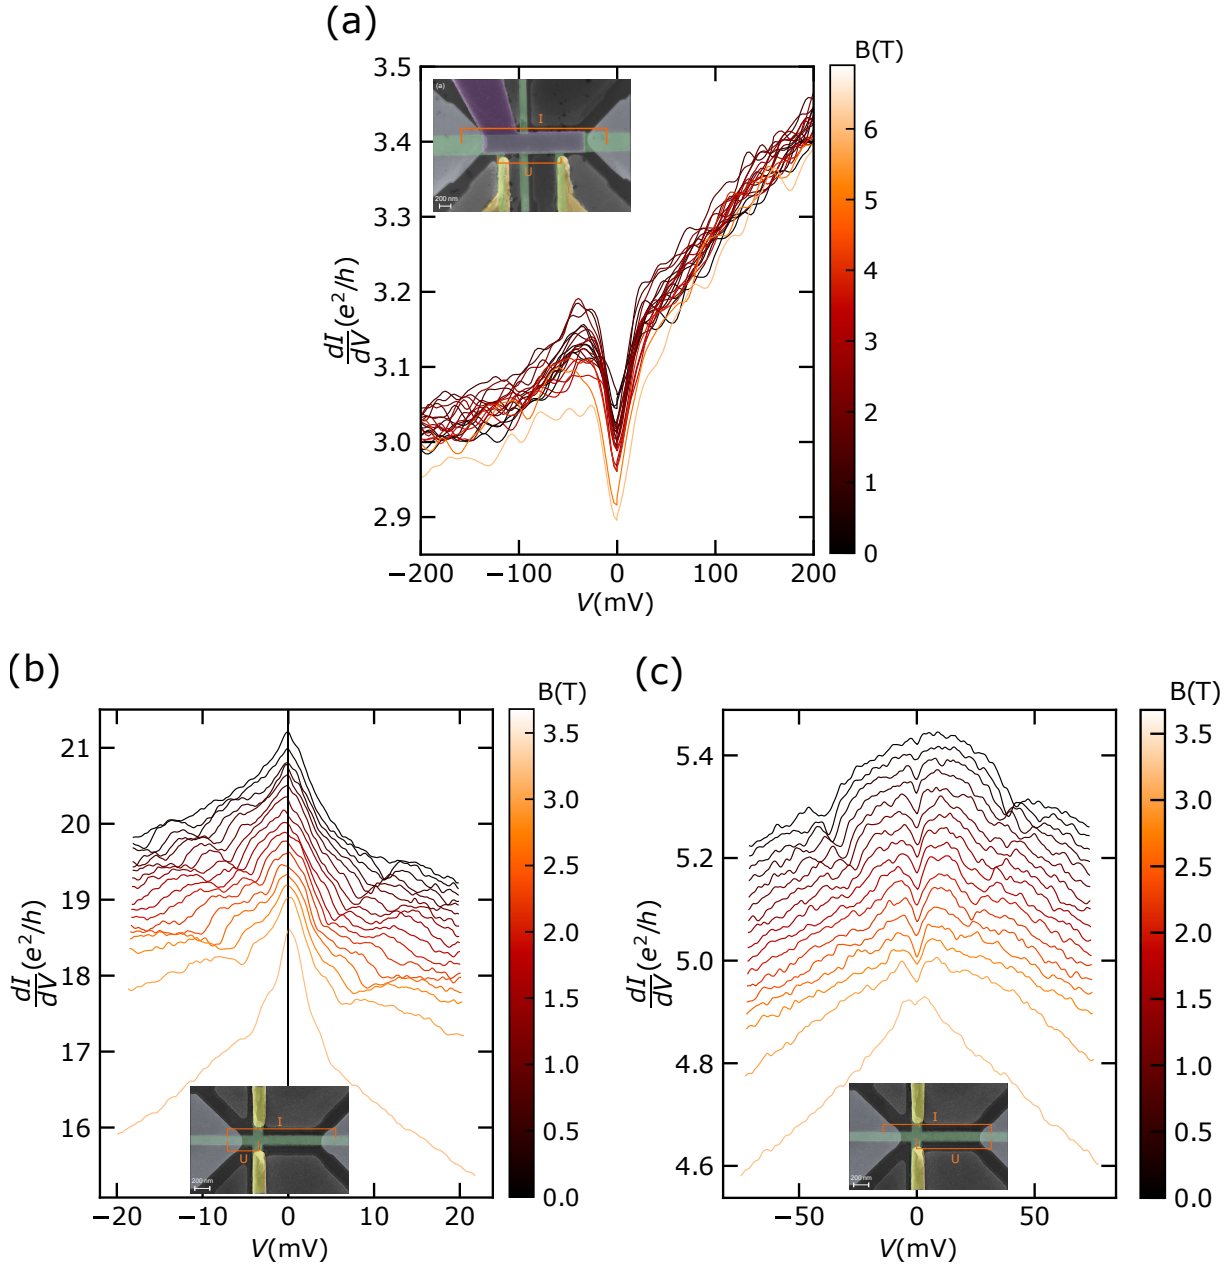 (a)
B(T)
3.5
3.4
3.3
3.2
3.1
3.0
2.9
dI/dV (e²/h)
(a)
I
U
200 nm
6
5
4
3
2
1
0
−200 −100 0 100 200
V(mV)
(b)
B(T)
21
20
19
18
17
16
dI/dV (e²/h)
I
U
200 nm
3.5
3.0
2.5
2.0
1.5
1.0
0.5
0.0
−20 −10 0 10 20
V(mV)
(c)
B(T)
5.4
5.2
5.0
4.8
4.6
dI/dV (e²/h)
I
U
200 nm
3.5
3.0
2.5
2.0
1.5
1.0
0.5
0.0
−50 0 50
V(mV)